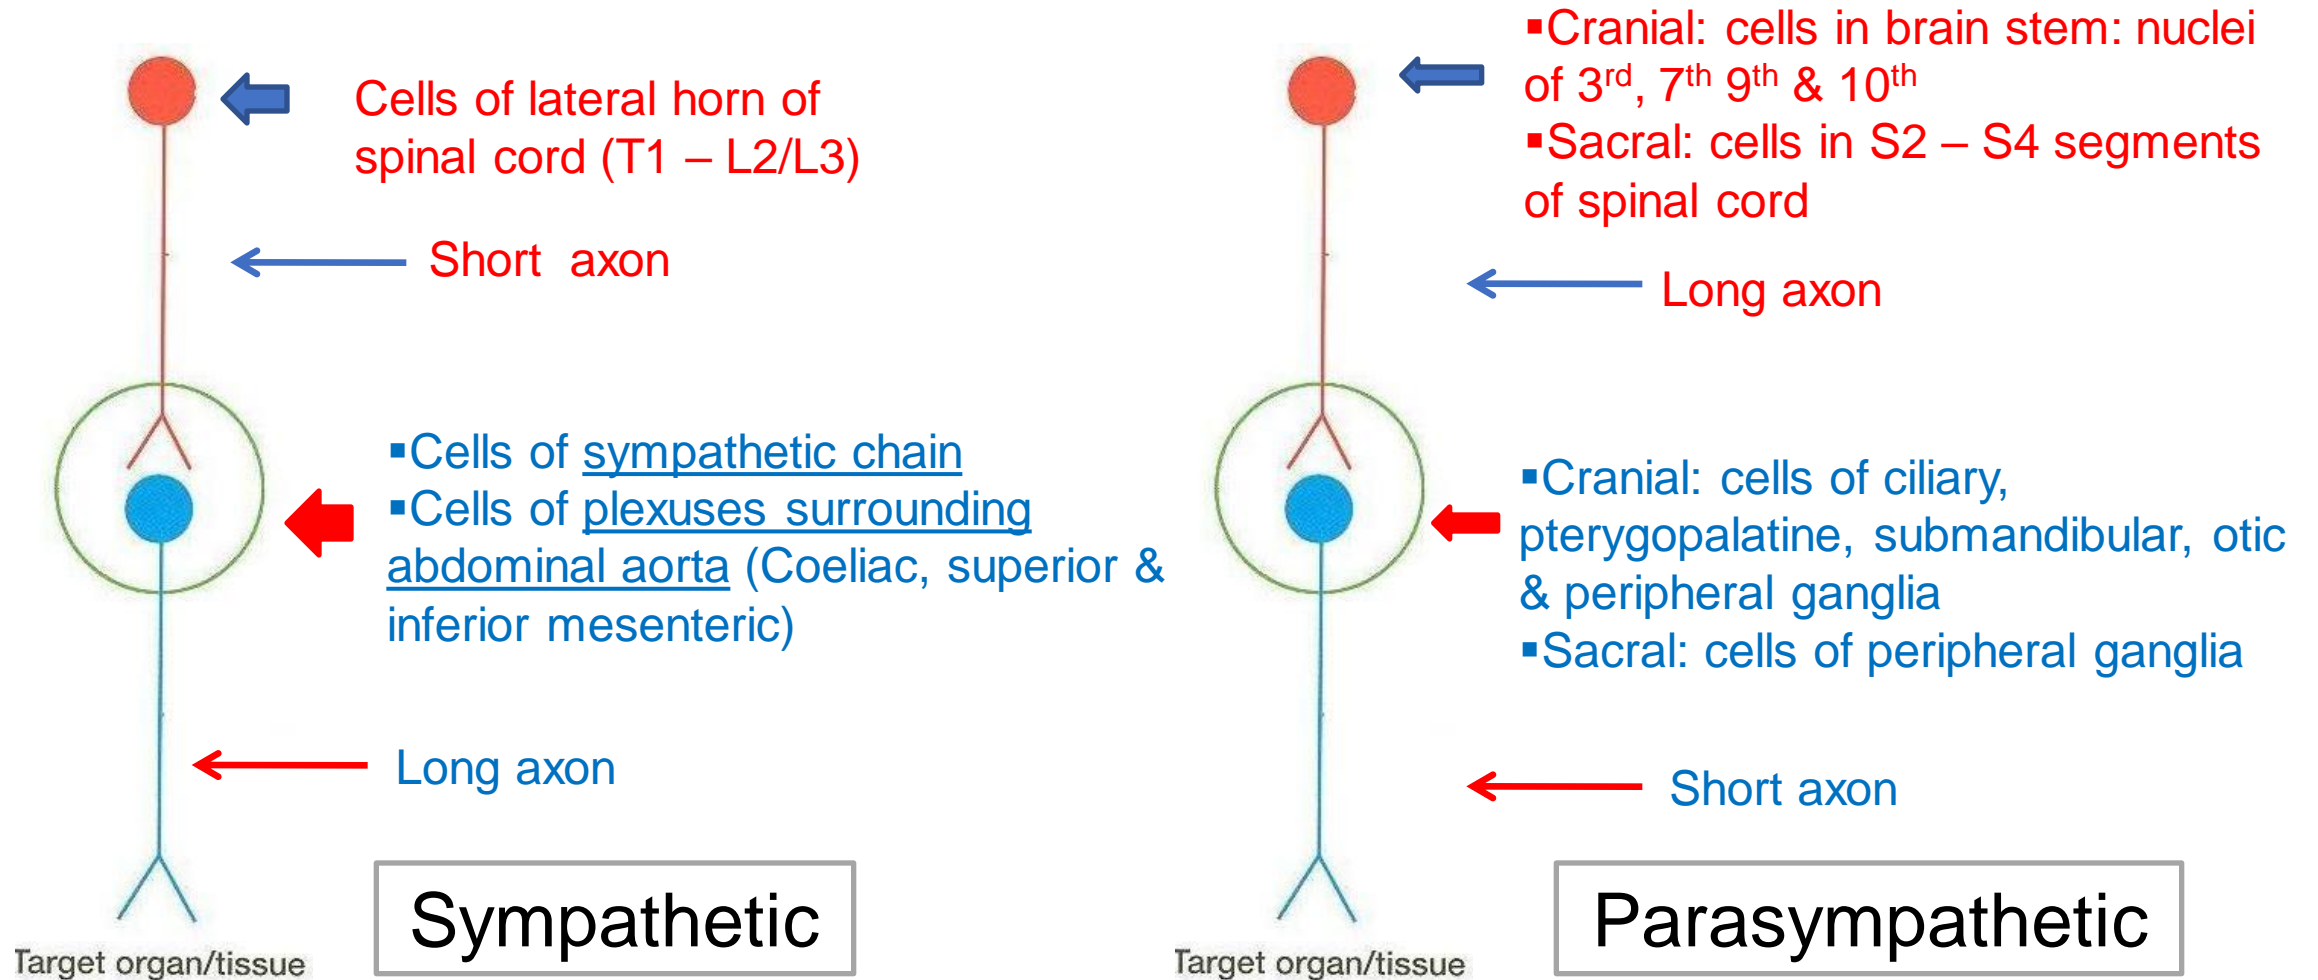 Cells of lateral horn of
spinal cord (T1 – L2/L3)
Short axon
▪Cells of sympathetic chain
▪Cells of plexuses surrounding
abdominal aorta (Coeliac, superior &
inferior mesenteric)
Long axon
Sympathetic
Target organ/tissue
▪Cranial: cells in brain stem: nuclei
of 3rd, 7th 9th & 10th
▪Sacral: cells in S2 – S4 segments
of spinal cord
Long axon
▪Cranial: cells of ciliary,
pterygopalatine, submandibular, otic
& peripheral ganglia
▪Sacral: cells of peripheral ganglia
Short axon
Parasympathetic
Target organ/tissue